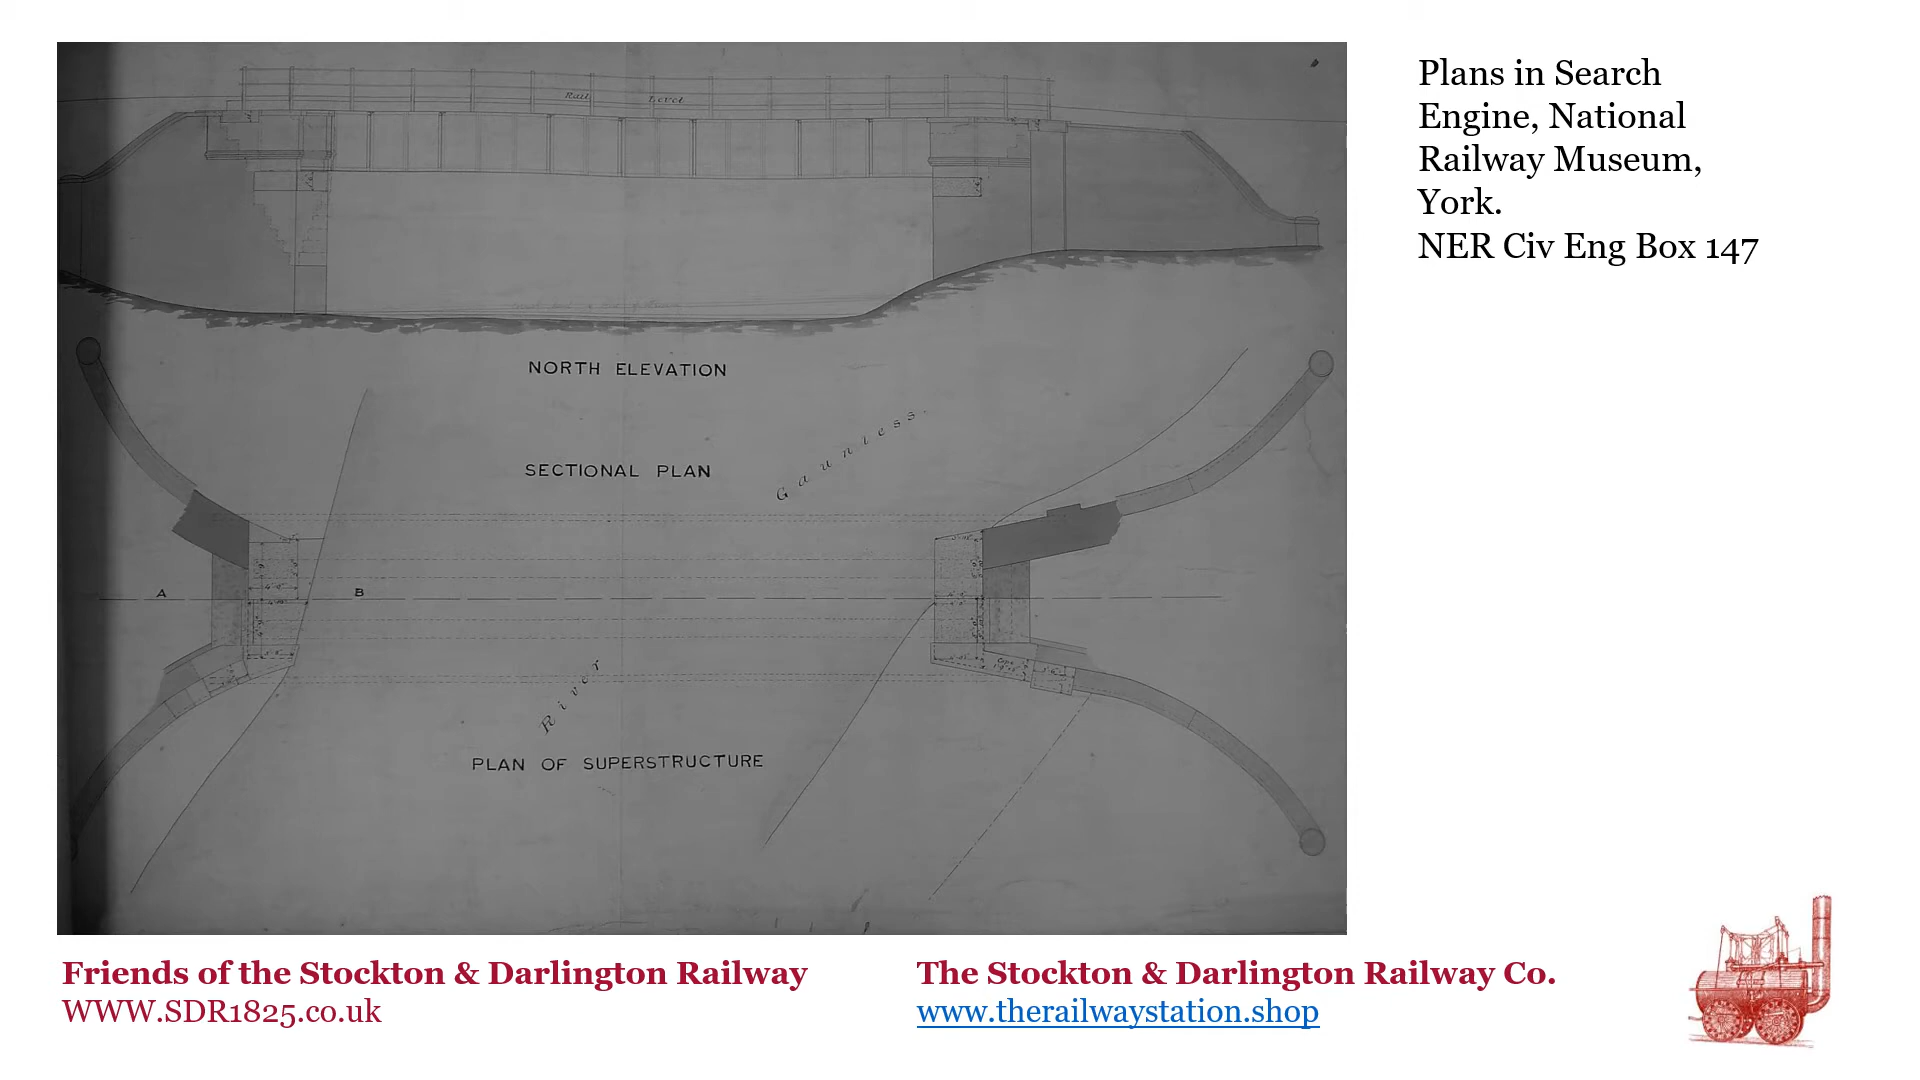 Rail Level
NORTH ELEVATION
SECTIONAL PLAN
Gaunless.
A
B
River
PLAN OF SUPERSTRUCTURE
Cope
Plans in Search
Engine, National
Railway Museum,
York.
NER Civ Eng Box 147
Friends of the Stockton & Darlington Railway
WWW.SDR1825.co.uk
The Stockton & Darlington Railway Co.
www.therailwaystation.shop